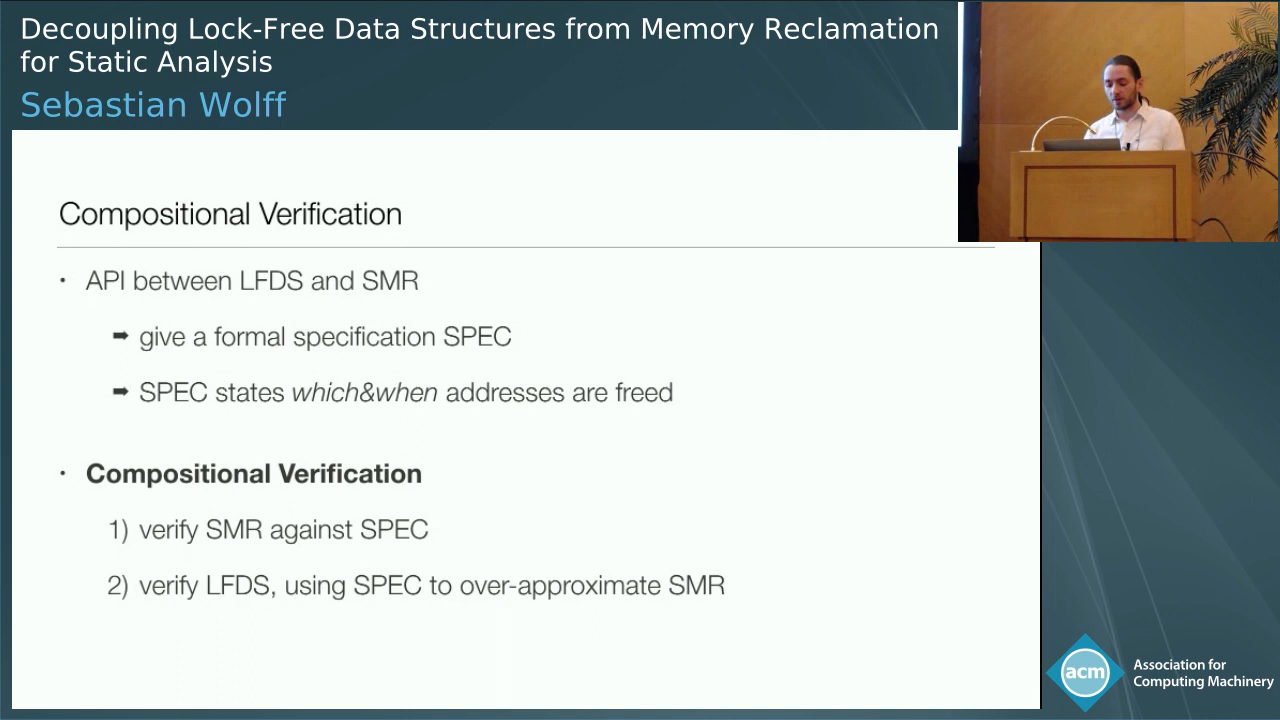 Decoupling Lock-Free Data Structures from Memory Reclamation
for Static Analysis
Sebastian Wolff
Compositional Verification
• API between LFDS and SMR
➡ give a formal specification SPEC
➡ SPEC states which&when addresses are freed
• Compositional Verification
1) verify SMR against SPEC
2) verify LFDS, using SPEC to over-approximate SMR
acm
Association for
Computing Machinery